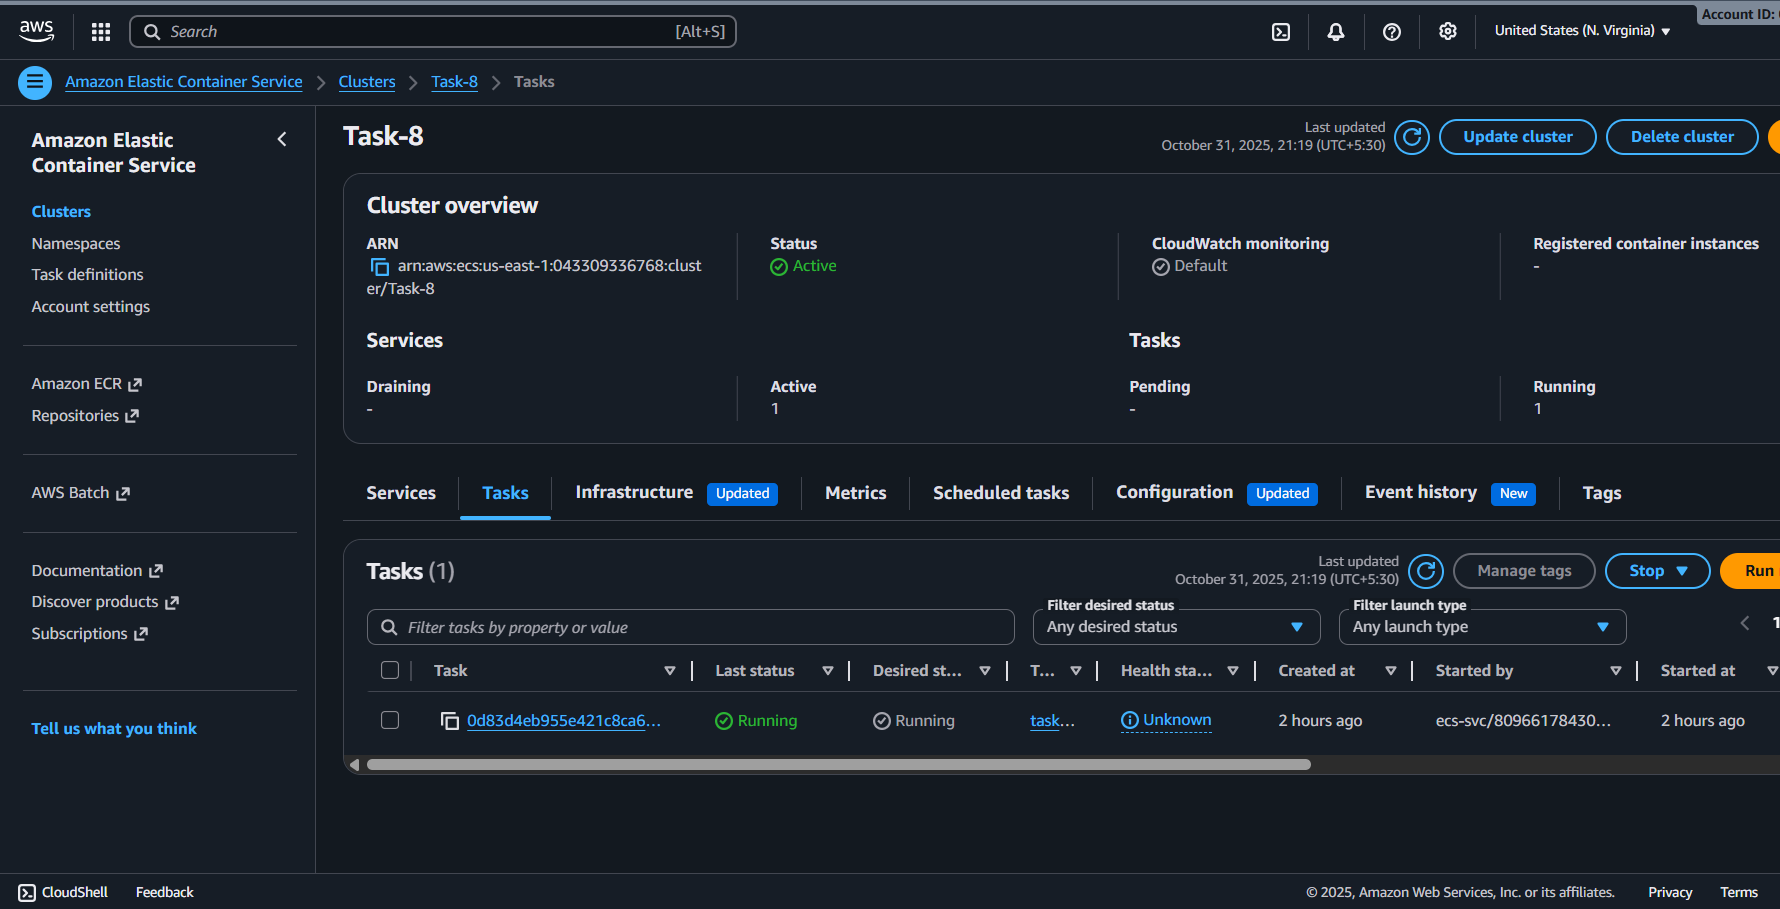 aws
Search [Alt+S]
United States (N. Virginia)
Account ID:
Amazon Elastic Container Service
Clusters
Task-8
Tasks
Amazon Elastic
Container Service
Clusters
Namespaces
Task definitions
Account settings
Amazon ECR
Repositories
AWS Batch
Documentation
Discover products
Subscriptions
Tell us what you think
Task-8
Last updated
October 31, 2025, 21:19 (UTC+5:30)
Update cluster
Delete cluster
Cluster overview
ARN
arn:aws:ecs:us-east-1:043309336768:clust
er/Task-8
Status
Active
CloudWatch monitoring
Default
Registered container instances
-
Services
Tasks
Draining
-
Active
1
Pending
-
Running
1
Services
Tasks
Infrastructure Updated
Metrics
Scheduled tasks
Configuration Updated
Event history New
Tags
Tasks (1)
Last updated
October 31, 2025, 21:19 (UTC+5:30)
Manage tags
Stop
Run
Filter tasks by property or value
Filter desired status
Any desired status
Filter launch type
Any launch type
1
Task Last status Desired st... T... Health sta... Created at Started by Started at
0d83d4eb955e421c8ca6... Running Running task... Unknown 2 hours ago ecs-svc/80966178430... 2 hours ago
CloudShell Feedback © 2025, Amazon Web Services, Inc. or its affiliates. Privacy Terms